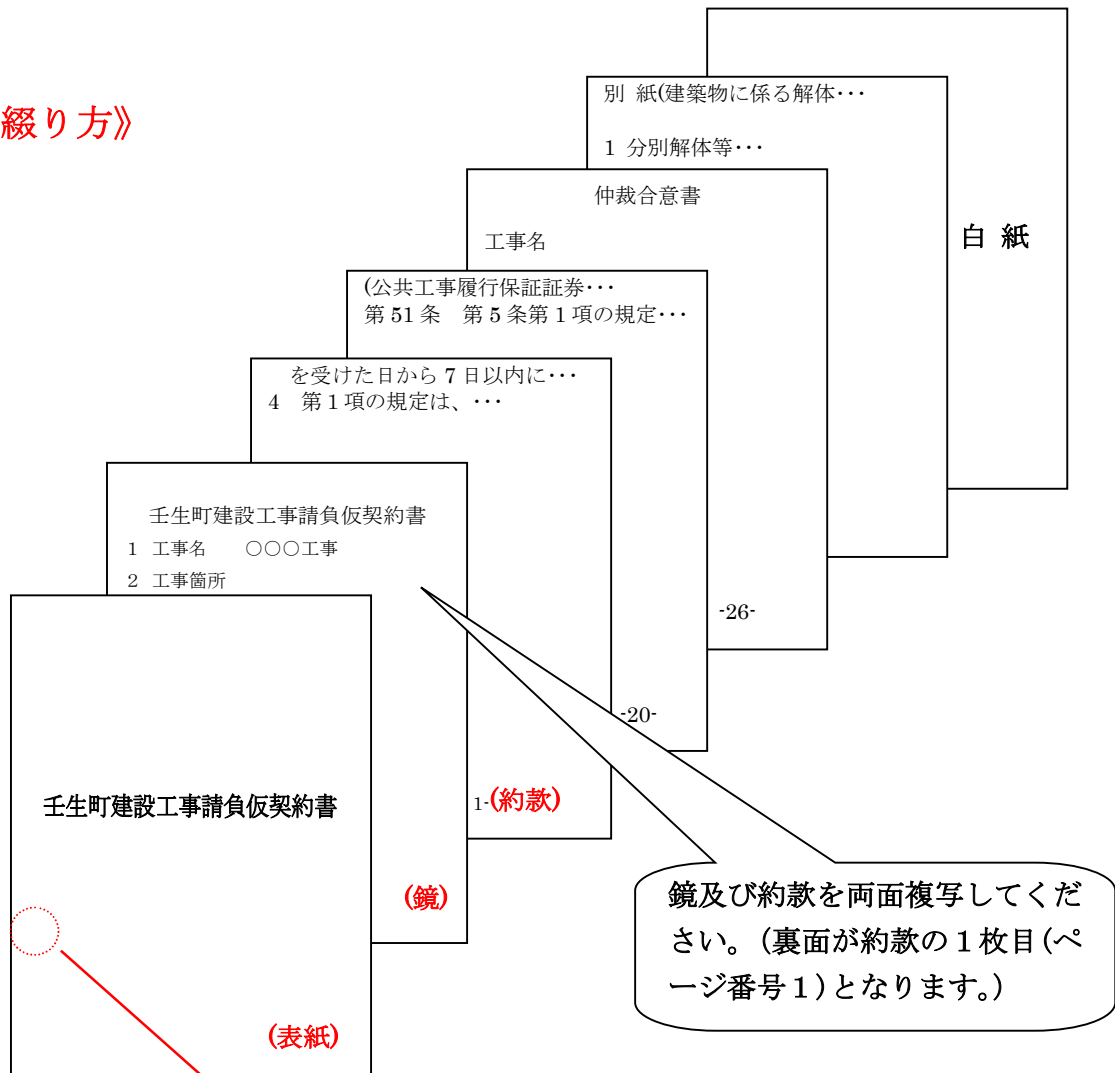 綴り方》
別 紙(建築物に係る解体･･･
1 分別解体等･･･
仲裁合意書
工事名
白 紙
(公共工事履行保証証券･･･
第 51 条　第 5 条第 1 項の規定･･･
を受けた日から 7 日以内に･･･
4　第 1 項の規定は、･･･
壬生町建設工事請負仮契約書
1 工事名　○○○工事
2 工事箇所
-26-
-20-
壬生町建設工事請負仮契約書
1-(約款)
(鏡)
鏡及び約款を両面複写してくだ
さい。(裏面が約款の 1 枚目(ペ
ージ番号 1)となります。)
(表紙)